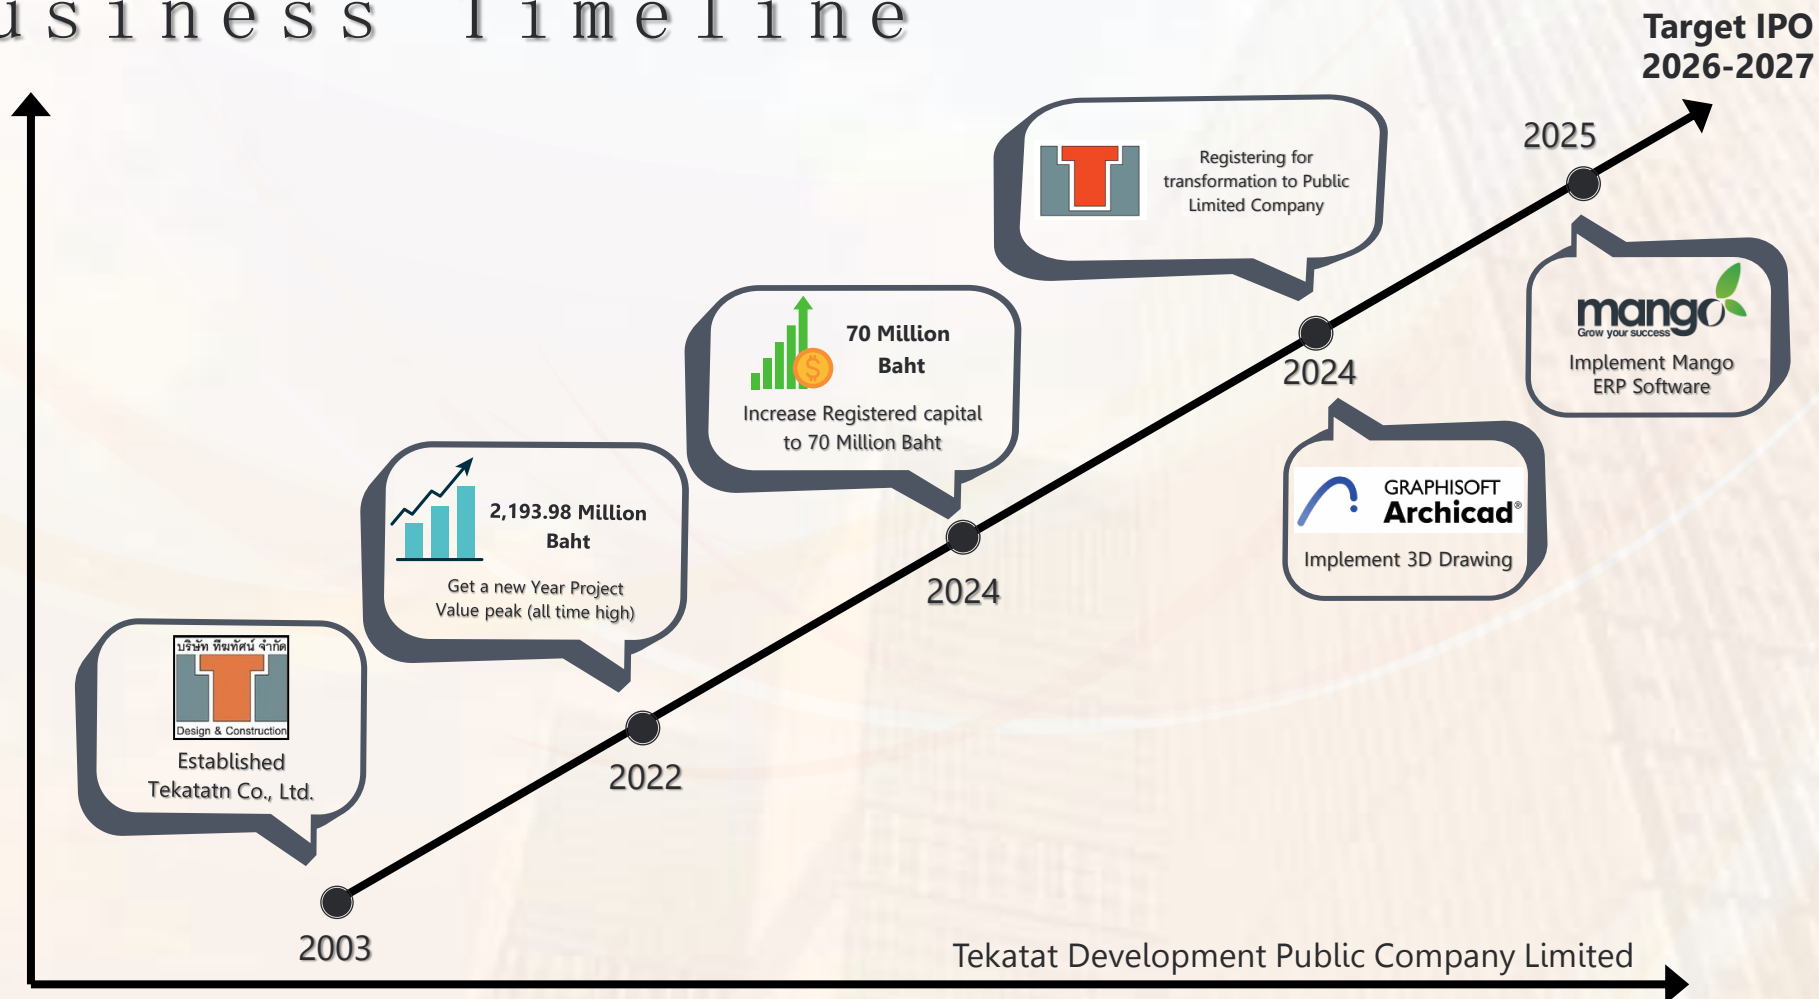 usiness Timeline
Target IPO
2026-2027
2025
Registering for
transformation to Public
Limited Company
mango
Grow your success
Implement Mango
ERP Software
70 Million
Baht
Increase Registered capital
to 70 Million Baht
2024
GRAPHISOFT
Archicad®
Implement 3D Drawing
2,193.98 Million
Baht
Get a new Year Project
Value peak (all time high)
2024
บริษัท ทีฆทัศน์ จำกัด
Design & Construction
Established
Tekatatn Co., Ltd.
2022
2003
Tekatat Development Public Company Limited